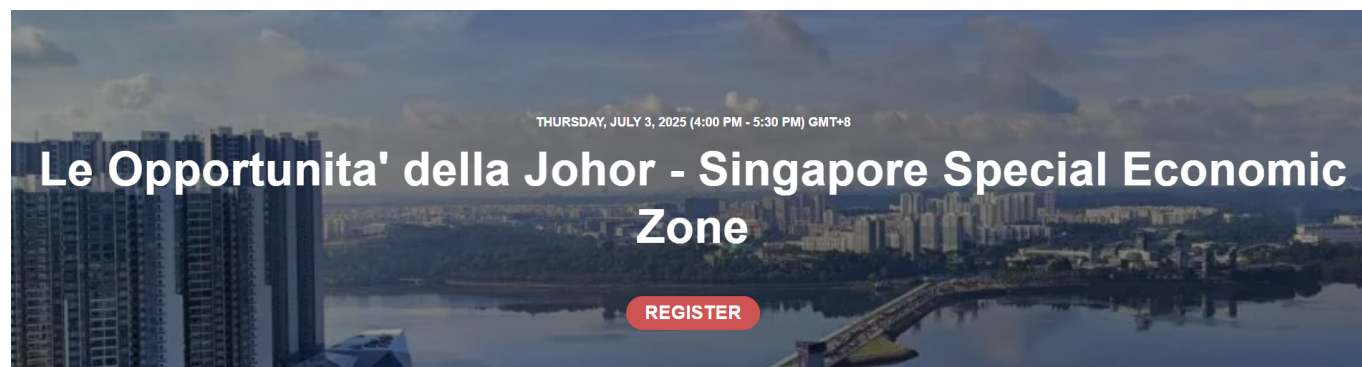 THURSDAY, JULY 3, 2025 (4:00 PM - 5:30 PM) GMT+8
Le Opportunita' della Johor - Singapore Special Economic
Zone
REGISTER